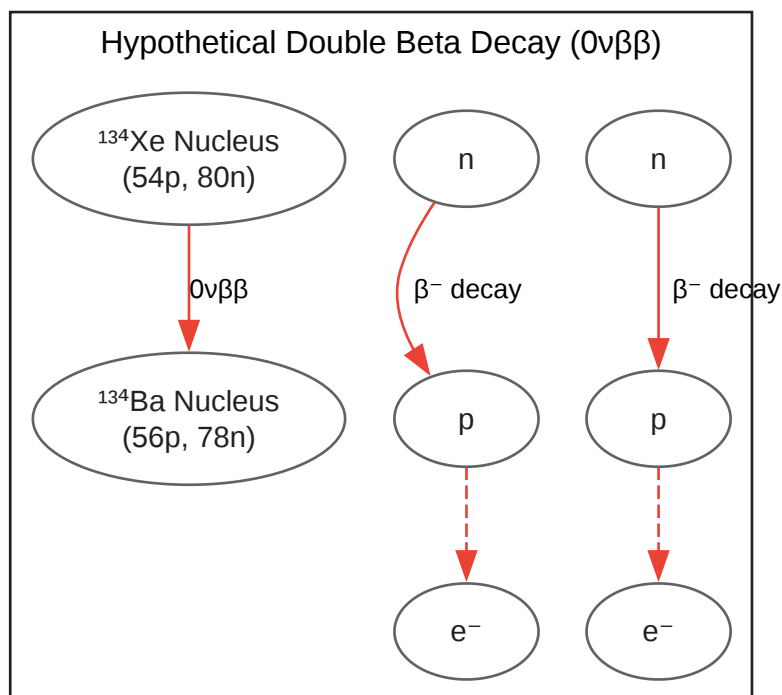 Hypothetical Double Beta Decay (0νββ)
¹³⁴Xe Nucleus
(54p, 80n)
n
n
0νββ
β⁻ decay
β⁻ decay
¹³⁴Ba Nucleus
(56p, 78n)
p
p
e⁻
e⁻